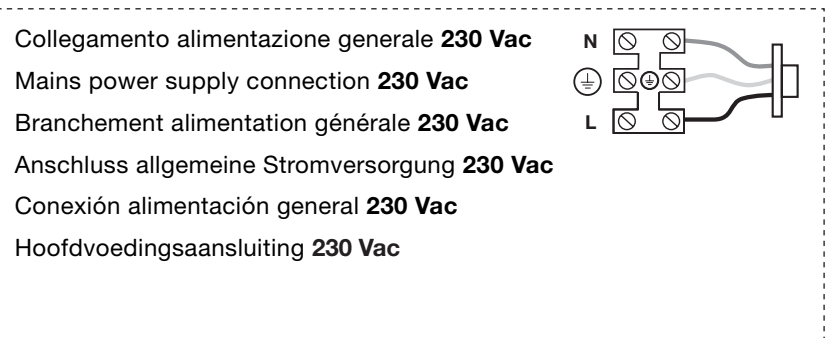 Collegamento alimentazione generale 230 Vac
Mains power supply connection 230 Vac
Branchement alimentation générale 230 Vac
Anschluss allgemeine Stromversorgung 230 Vac
Conexión alimentación general 230 Vac
Hoofdvoedingsaansluiting 230 Vac
N
L